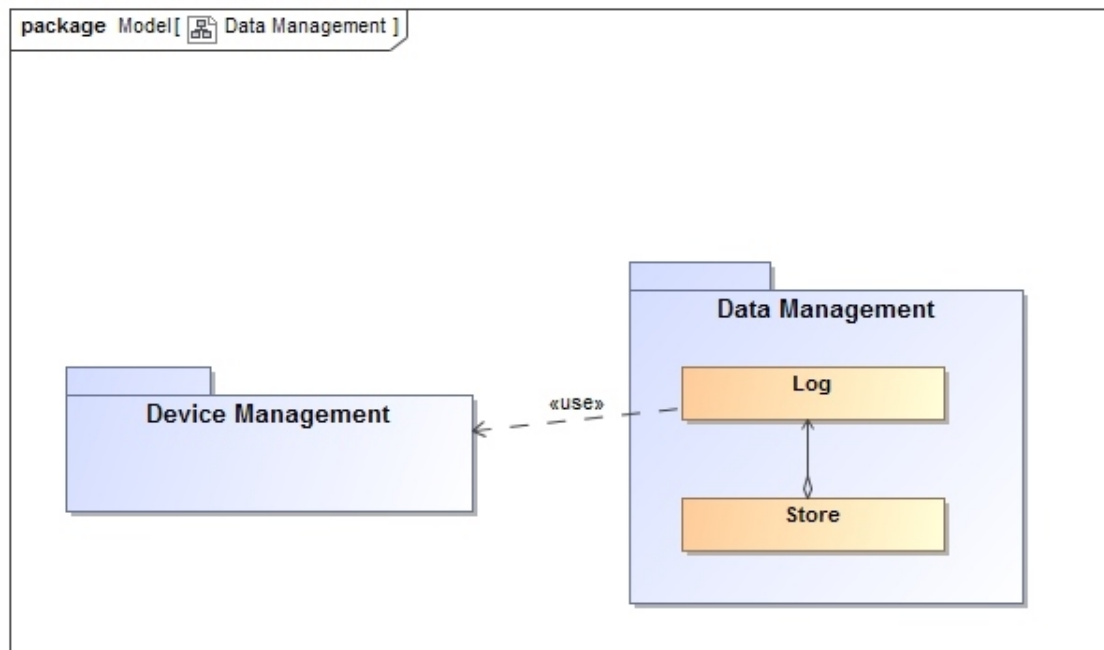 package Model[ Data Management ]
Data Management
Log
Device Management
«use»
Store